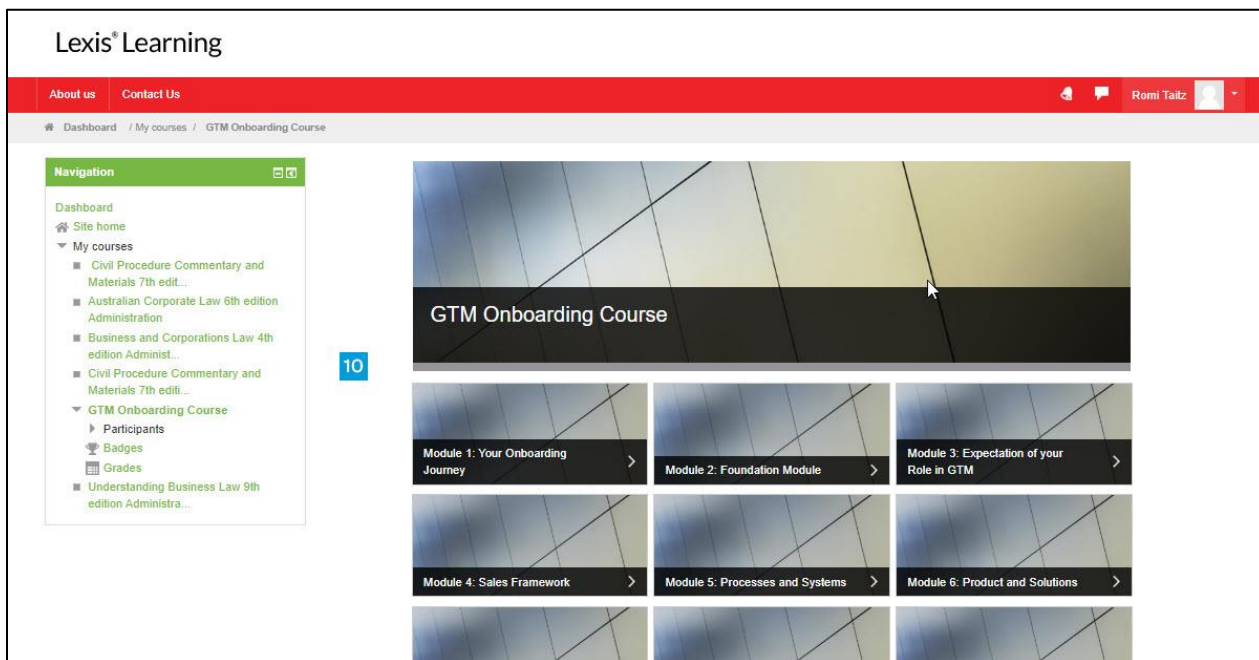 Lexis® Learning
About us Contact Us Romi Taitz
Dashboard / My courses / GTM Onboarding Course
Navigation
Dashboard
Site home
My courses
Civil Procedure Commentary and
Materials 7th edit...
Australian Corporate Law 6th edition
Administration
Business and Corporations Law 4th
edition Administ...
Civil Procedure Commentary and
Materials 7th editi...
GTM Onboarding Course
Participants
Badges
Grades
Understanding Business Law 9th
edition Administra...
10
GTM Onboarding Course
Module 1: Your Onboarding
Journey
Module 2: Foundation Module
Module 3: Expectation of your
Role in GTM
Module 4: Sales Framework
Module 5: Processes and Systems
Module 6: Product and Solutions